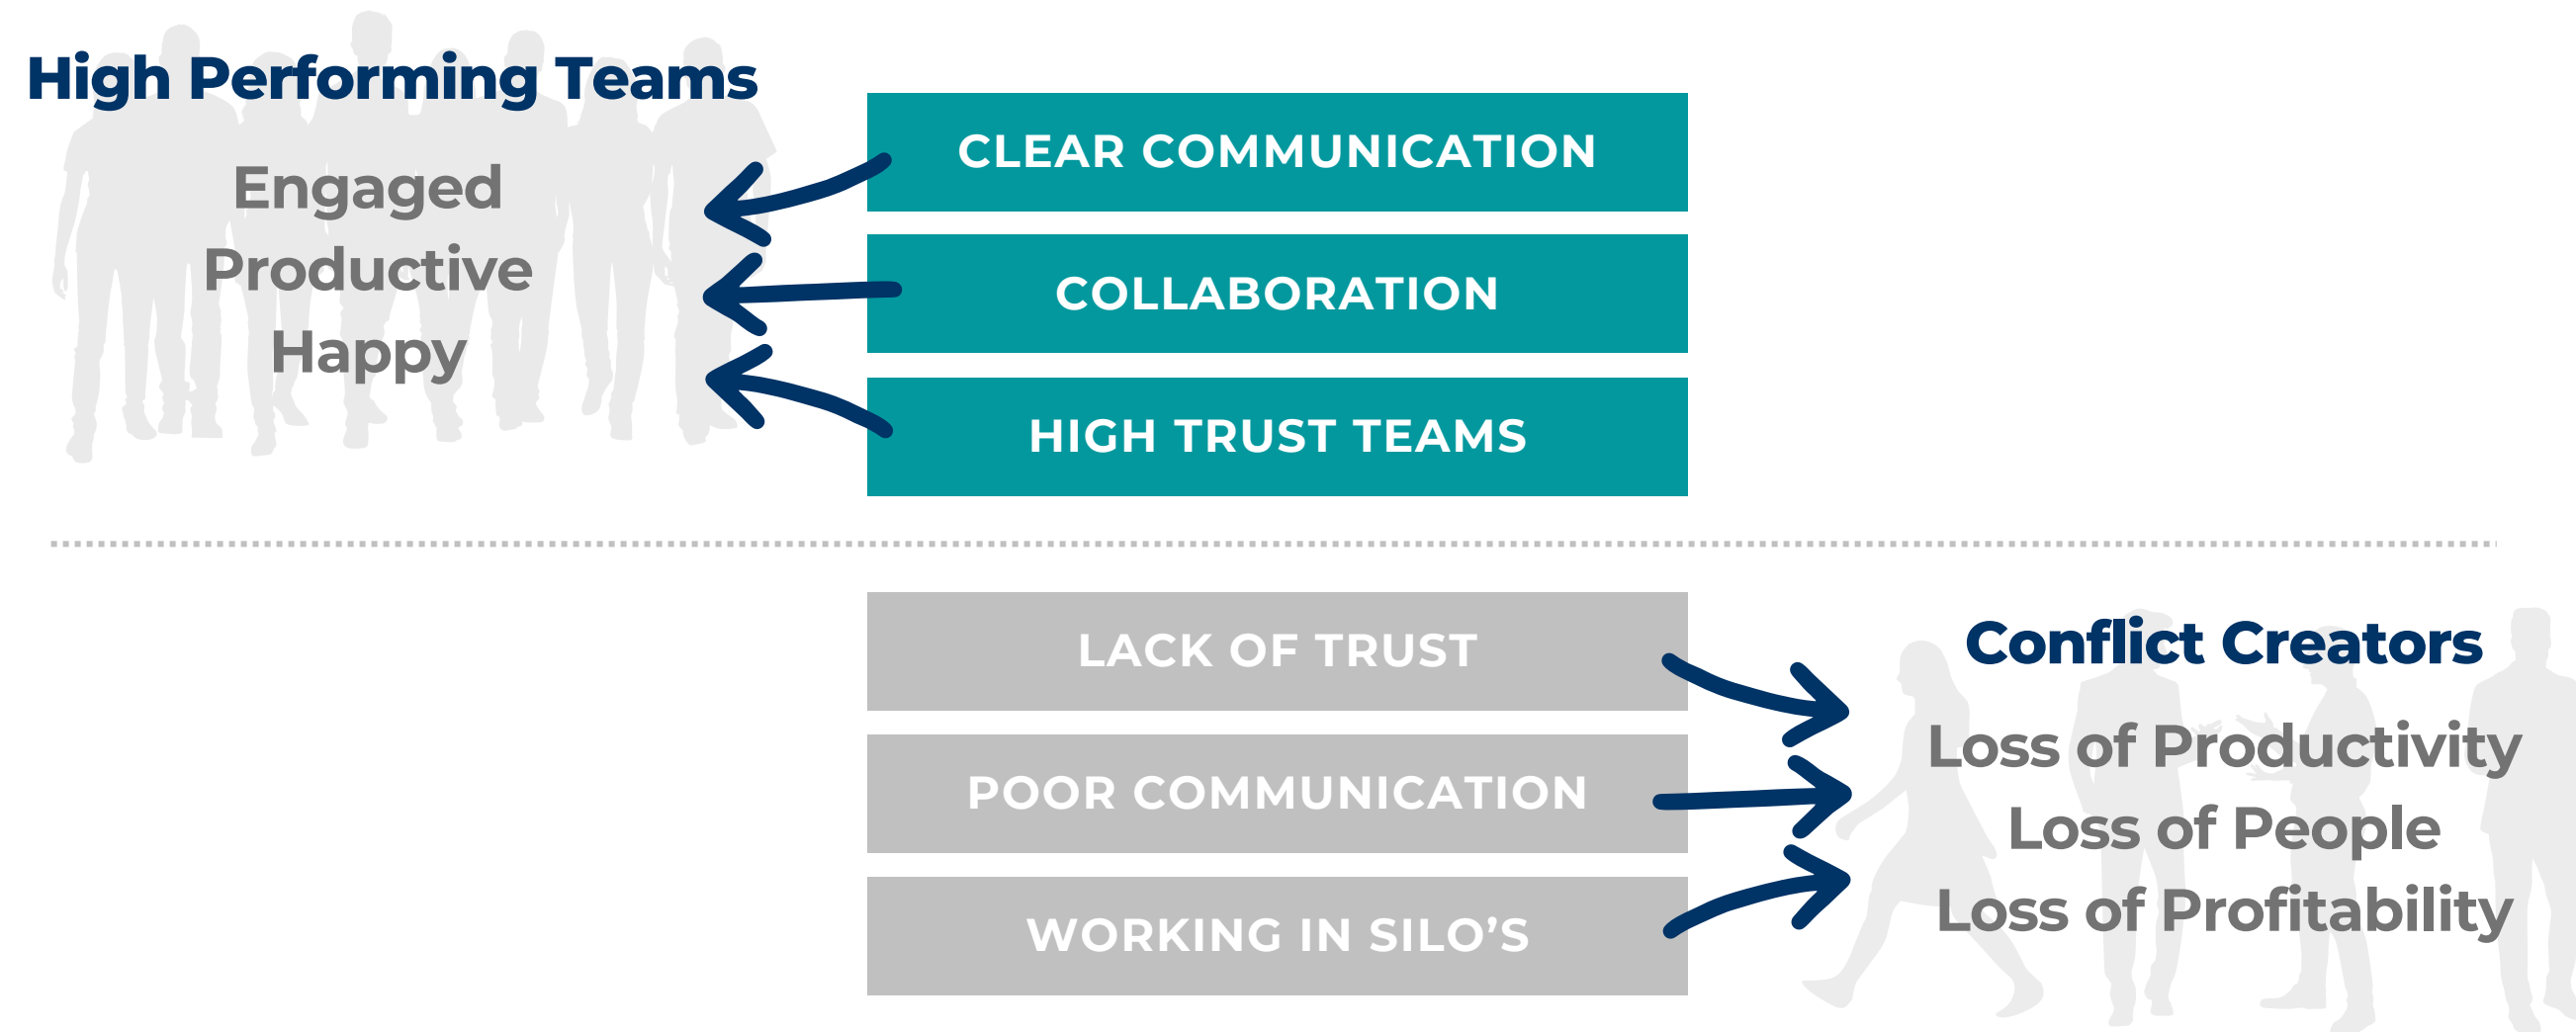 High Performing Teams
Engaged
Productive
Happy
CLEAR COMMUNICATION
COLLABORATION
HIGH TRUST TEAMS
LACK OF TRUST
POOR COMMUNICATION
WORKING IN SILO’S
Conflict Creators
Loss of Productivity
Loss of People
Loss of Profitability